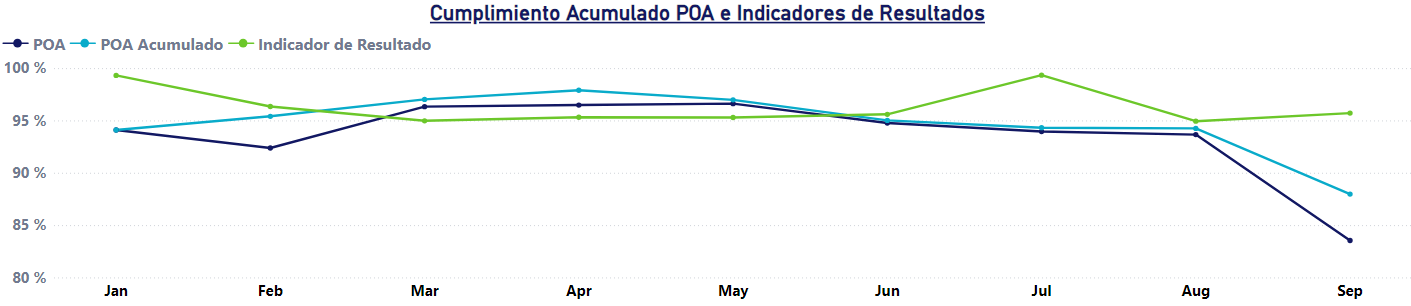 Cumplimiento Acumulado POA e Indicadores de Resultados
POA POA Acumulado Indicador de Resultado
100 %
95 %
90 %
85 %
80 %
Jan Feb Mar Apr May Jun Jul Aug Sep